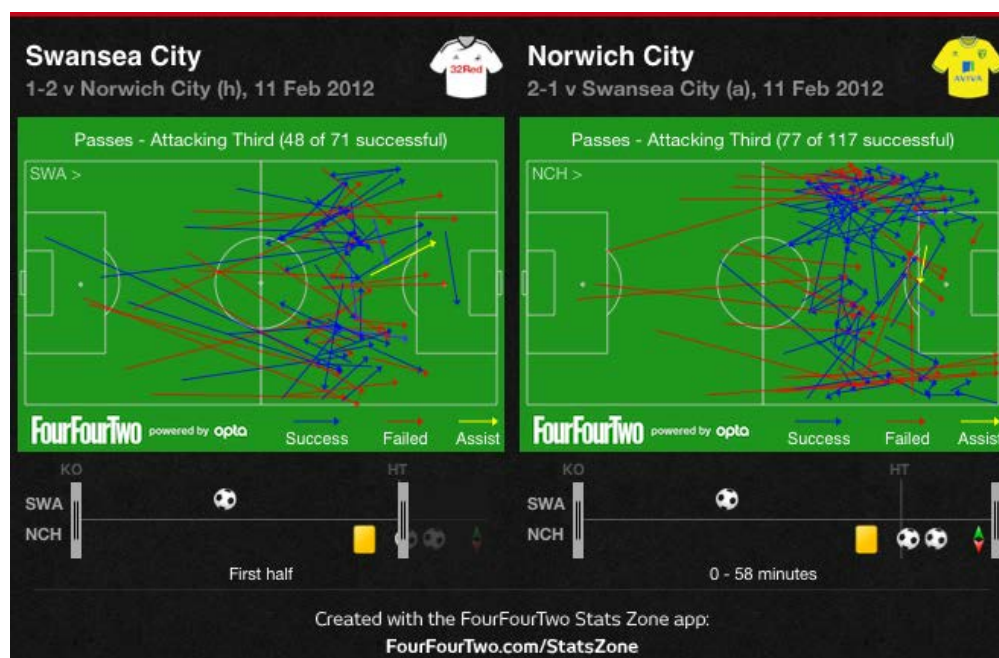 Swansea City
1-2 v Norwich City (h), 11 Feb 2012
32Red
Passes - Attacking Third (48 of 71 successful)
SWA >
FourFourTwo powered by opta
Success Failed Assist
KO HT
SWA
NCH
First half
Norwich City
2-1 v Swansea City (a), 11 Feb 2012
AVIVA
Passes - Attacking Third (77 of 117 successful)
NCH >
FourFourTwo powered by opta
Success Failed Assist
KO HT
SWA
NCH
0 - 58 minutes
Created with the FourFourTwo Stats Zone app:
FourFourTwo.com/StatsZone